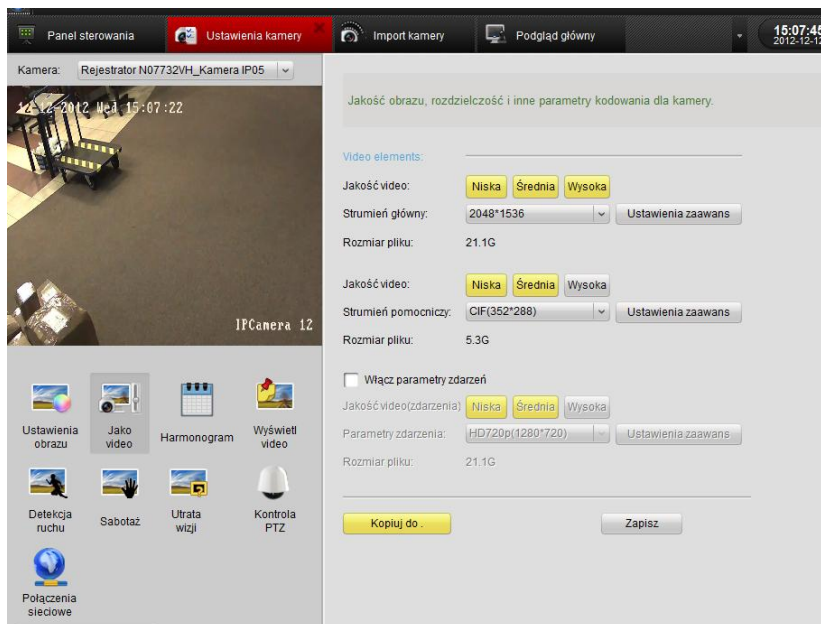 Panel sterowania
Ustawienia kamery
Import kamery
Podgląd główny
15:07:45
2012-12-12
Kamera:
Rejestrator N07732VH_Kamera IP05
12-12-2012 Wed 15:07:22
IPCamera 12
Ustawienia
obrazu
Jako
video
Harmonogram
Wyświetl
video
Detekcja
ruchu
Sabotaż
Utrata
wizji
Kontrola
PTZ
Połączenia
sieciowe
Jakość obrazu, rozdzielczość i inne parametry kodowania dla kamery.
Video elements:
Jakość video: Niska Średnia Wysoka
Strumień główny: 2048*1536 Ustawienia zaawans
Rozmiar pliku: 21.1G
Jakość video: Niska Średnia Wysoka
Strumień pomocniczy: CIF(352*288) Ustawienia zaawans
Rozmiar pliku: 5.3G
Włącz parametry zdarzeń
Jakość video(zdarzenia) Niska Średnia Wysoka
Parametry zdarzenia: HD720p(1280*720) Ustawienia zaawans
Rozmiar pliku: 21.1G
Kopiuj do .
Zapisz